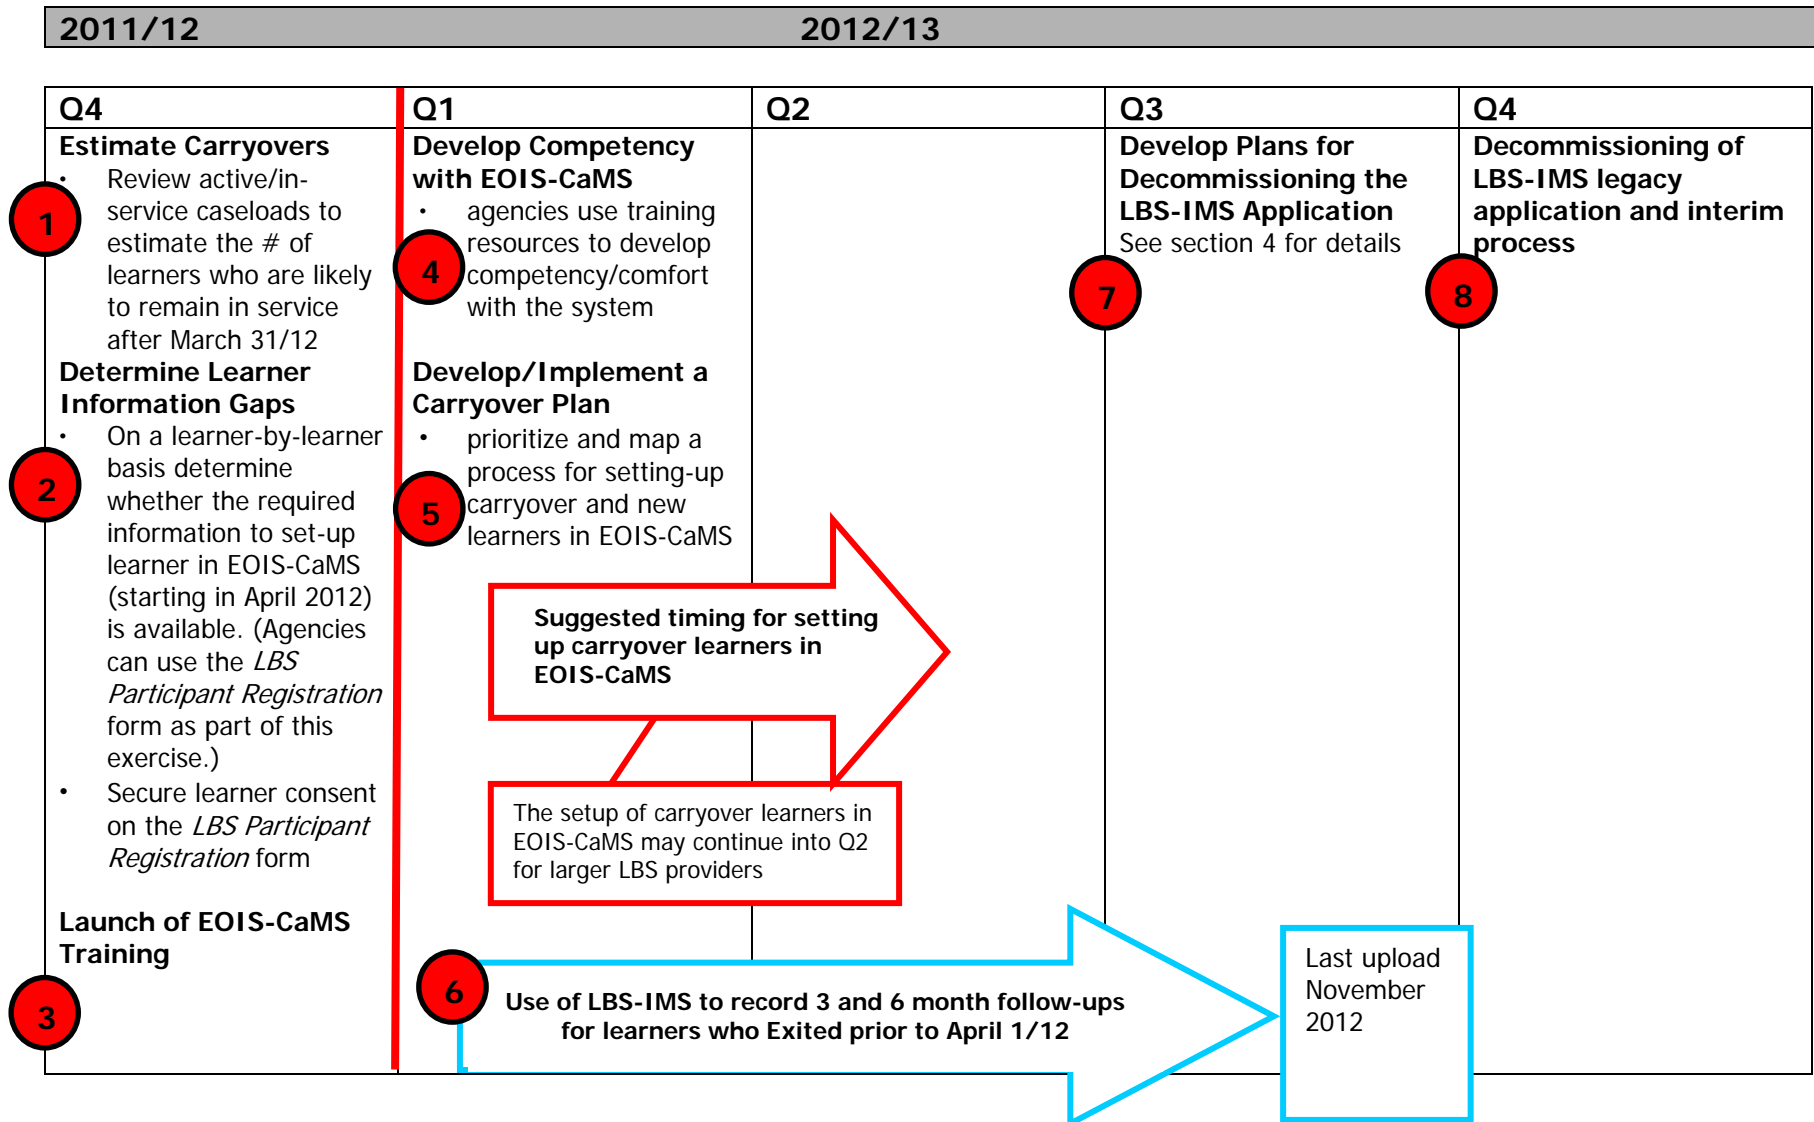 2011/12 2012/13
Q4
Estimate Carryovers
• Review active/in-
service caseloads to
estimate the # of
learners who are likely
to remain in service
after March 31/12
1
Determine Learner
Information Gaps
• On a learner-by-learner
basis determine
whether the required
information to set-up
learner in EOIS-CaMS
(starting in April 2012)
is available. (Agencies
can use the LBS
Participant Registration
form as part of this
exercise.)
2
• Secure learner consent
on the LBS Participant
Registration form
Launch of EOIS-CaMS
Training
3
Q1
Develop Competency
with EOIS-CaMS
• agencies use training
resources to develop
competency/comfort
with the system
4
Develop/Implement a
Carryover Plan
• prioritize and map a
process for setting-up
carryover and new
learners in EOIS-CaMS
5
Suggested timing for setting
up carryover learners in
EOIS-CaMS
The setup of carryover learners in
EOIS-CaMS may continue into Q2
for larger LBS providers
6
Use of LBS-IMS to record 3 and 6 month follow-ups
for learners who Exited prior to April 1/12
Q2
Q3
Develop Plans for
Decommissioning the
LBS-IMS Application
See section 4 for details
7
Last upload
November
2012
Q4
Decommissioning of
LBS-IMS legacy
application and interim
process
8